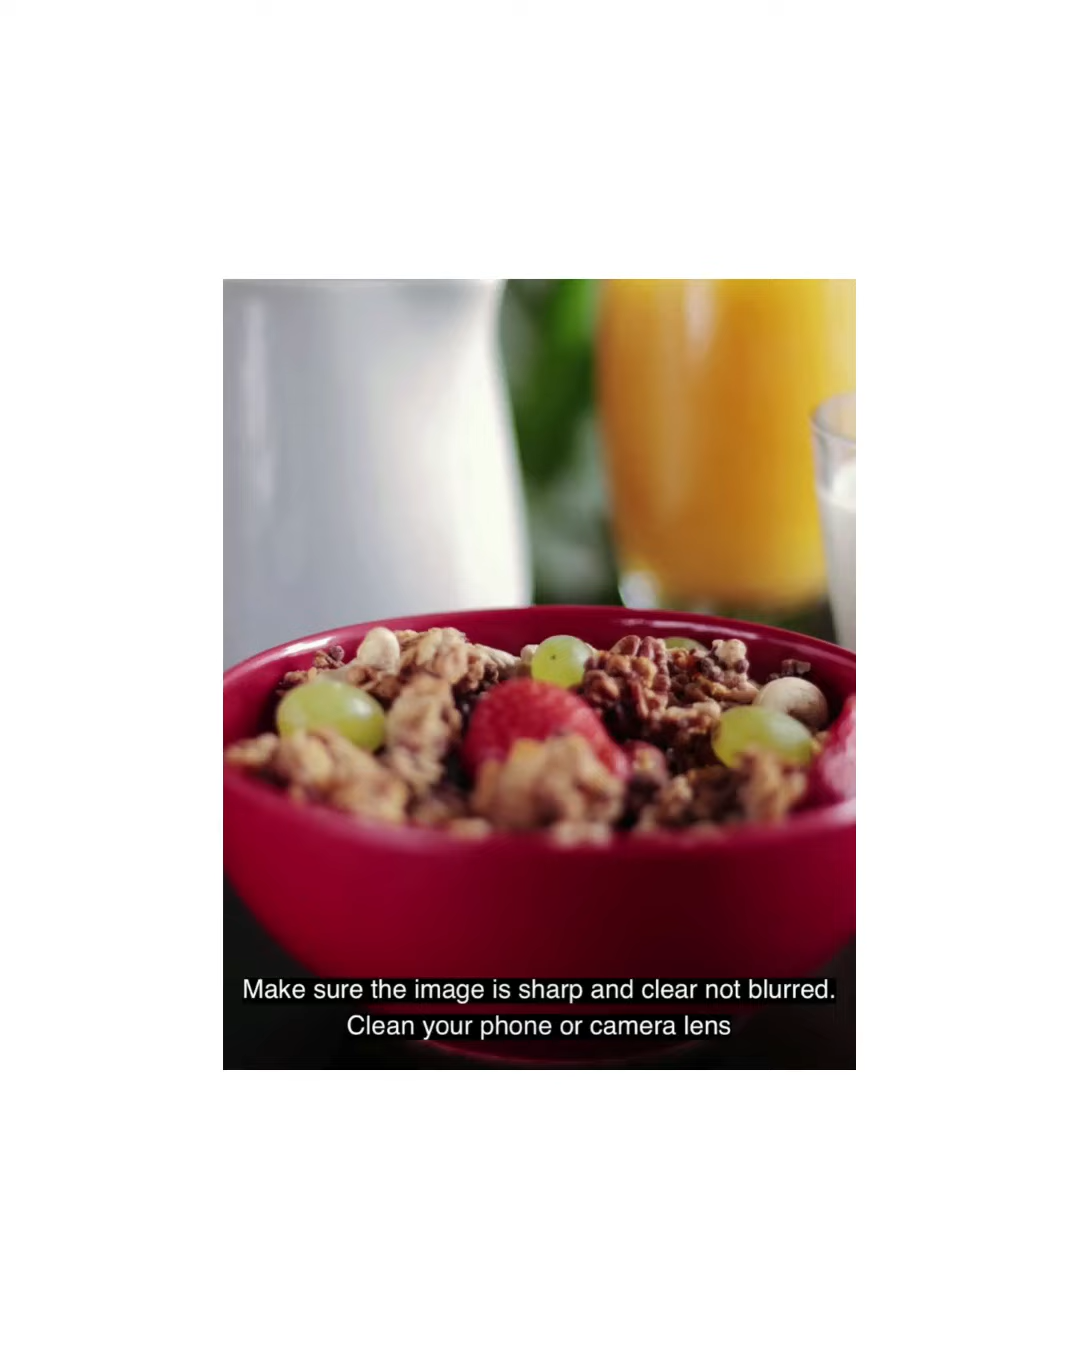 Make sure the image is sharp and clear not blurred.
Clean your phone or camera lens